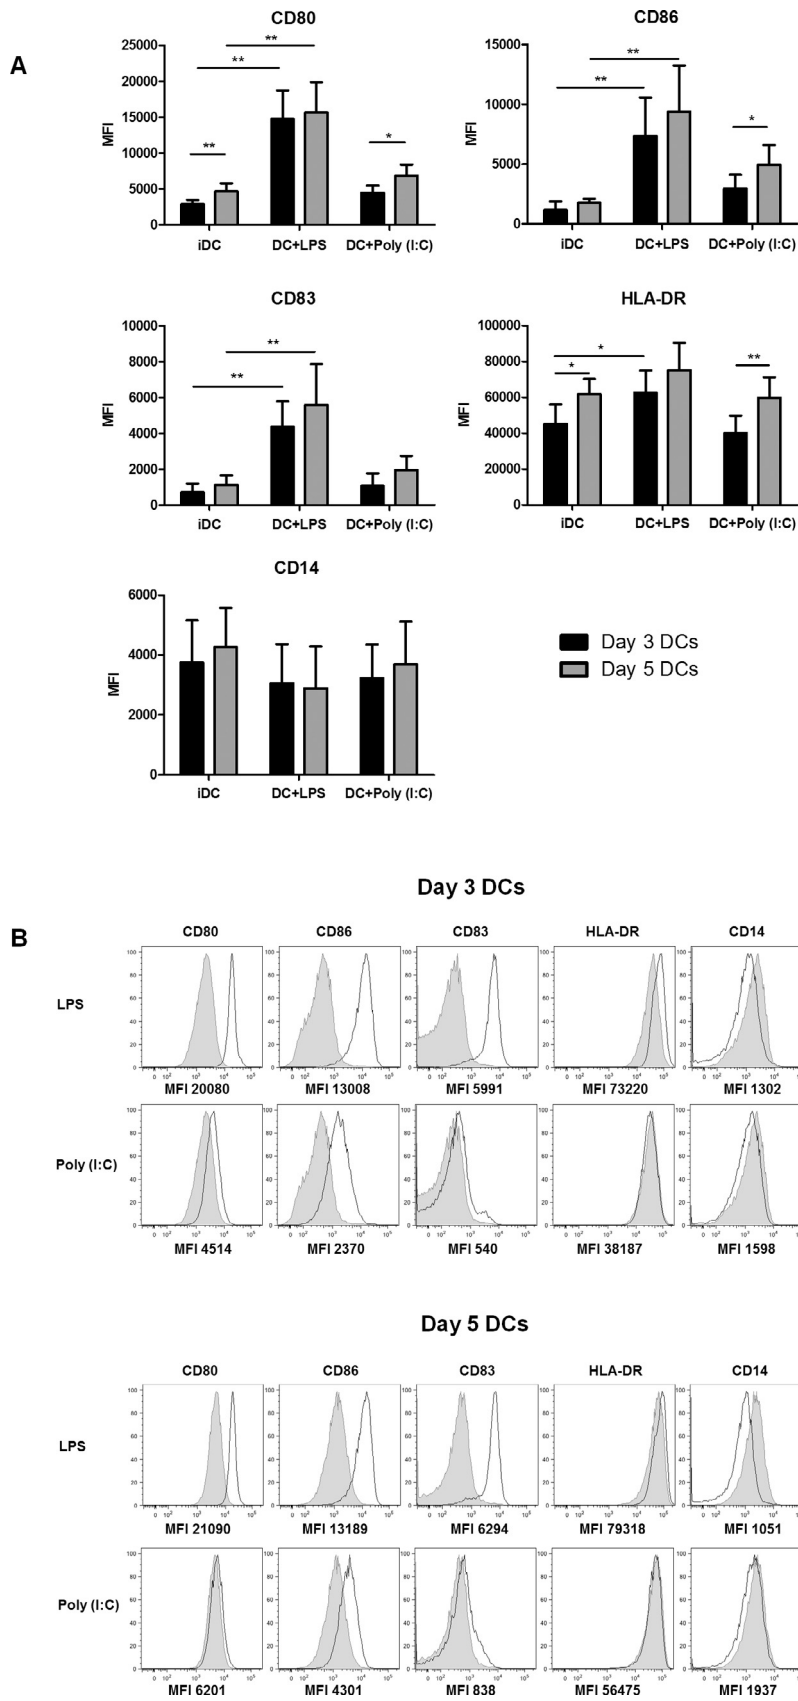 A
CD80
MFI
25000
20000
15000
10000
5000
0
**
**
**
*
iDC
DC+LPS
DC+Poly (I:C)
CD86
MFI
15000
10000
5000
0
**
**
*
iDC
DC+LPS
DC+Poly (I:C)
CD83
MFI
10000
8000
6000
4000
2000
0
**
**
iDC
DC+LPS
DC+Poly (I:C)
HLA-DR
MFI
100000
80000
60000
40000
20000
0
*
*
**
iDC
DC+LPS
DC+Poly (I:C)
CD14
MFI
6000
4000
2000
0
iDC
DC+LPS
DC+Poly (I:C)
Day 3 DCs
Day 5 DCs
B
Day 3 DCs
CD80 CD86 CD83 HLA-DR CD14
LPS
MFI 20080 MFI 13008 MFI 5991 MFI 73220 MFI 1302
Poly (I:C)
MFI 4514 MFI 2370 MFI 540 MFI 38187 MFI 1598
Day 5 DCs
CD80 CD86 CD83 HLA-DR CD14
LPS
MFI 21090 MFI 13189 MFI 6294 MFI 79318 MFI 1051
Poly (I:C)
MFI 6201 MFI 4301 MFI 838 MFI 56475 MFI 1937